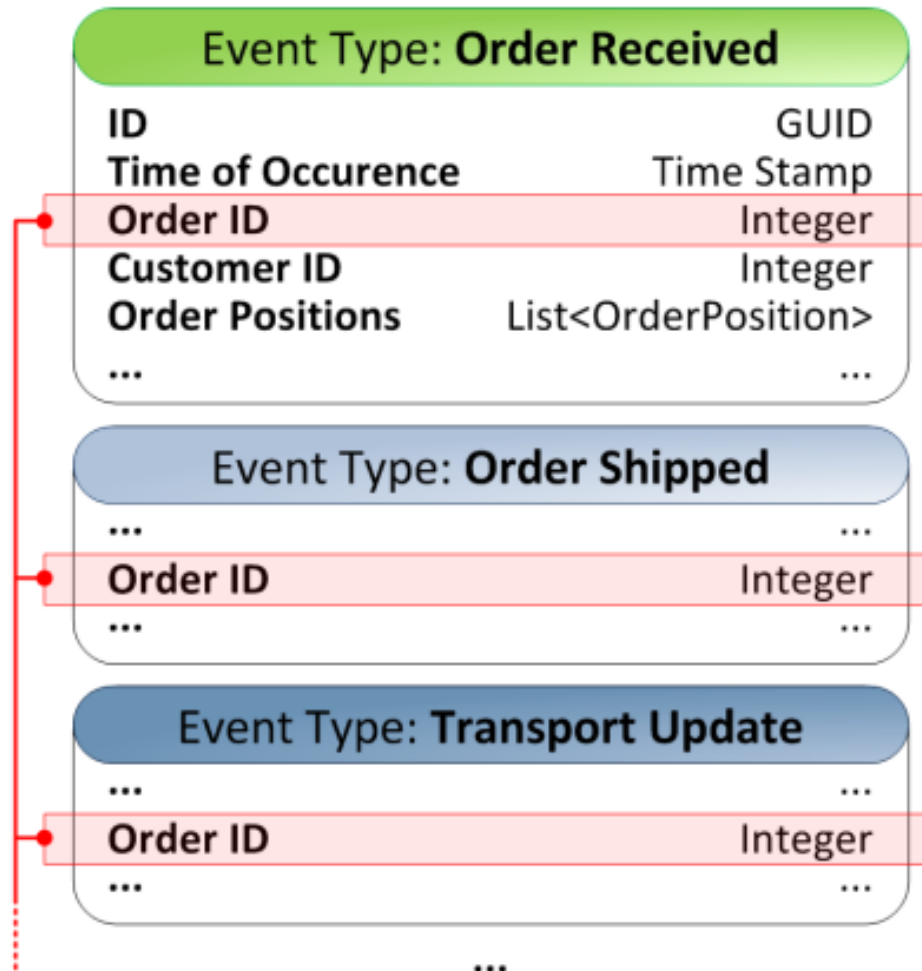 Event Type: Order Received
ID GUID
Time of Occurence Time Stamp
Order ID Integer
Customer ID Integer
Order Positions List<OrderPosition>
... ...
Event Type: Order Shipped
... ...
Order ID Integer
... ...
Event Type: Transport Update
... ...
Order ID Integer
... ...
...